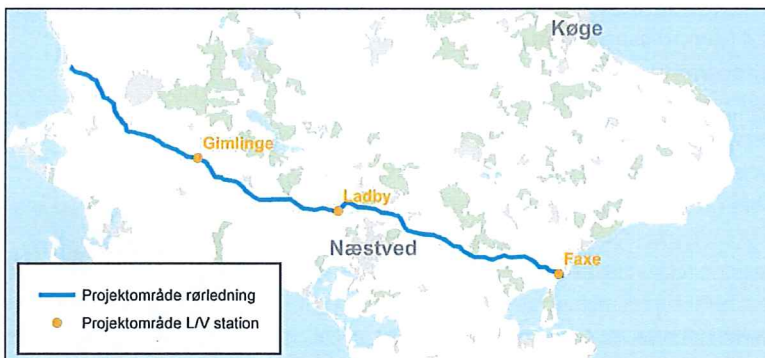 Køge
Gimlinge
Ladby
Næstved
Faxe
Projektområde rørledning
Projektområde L/V station